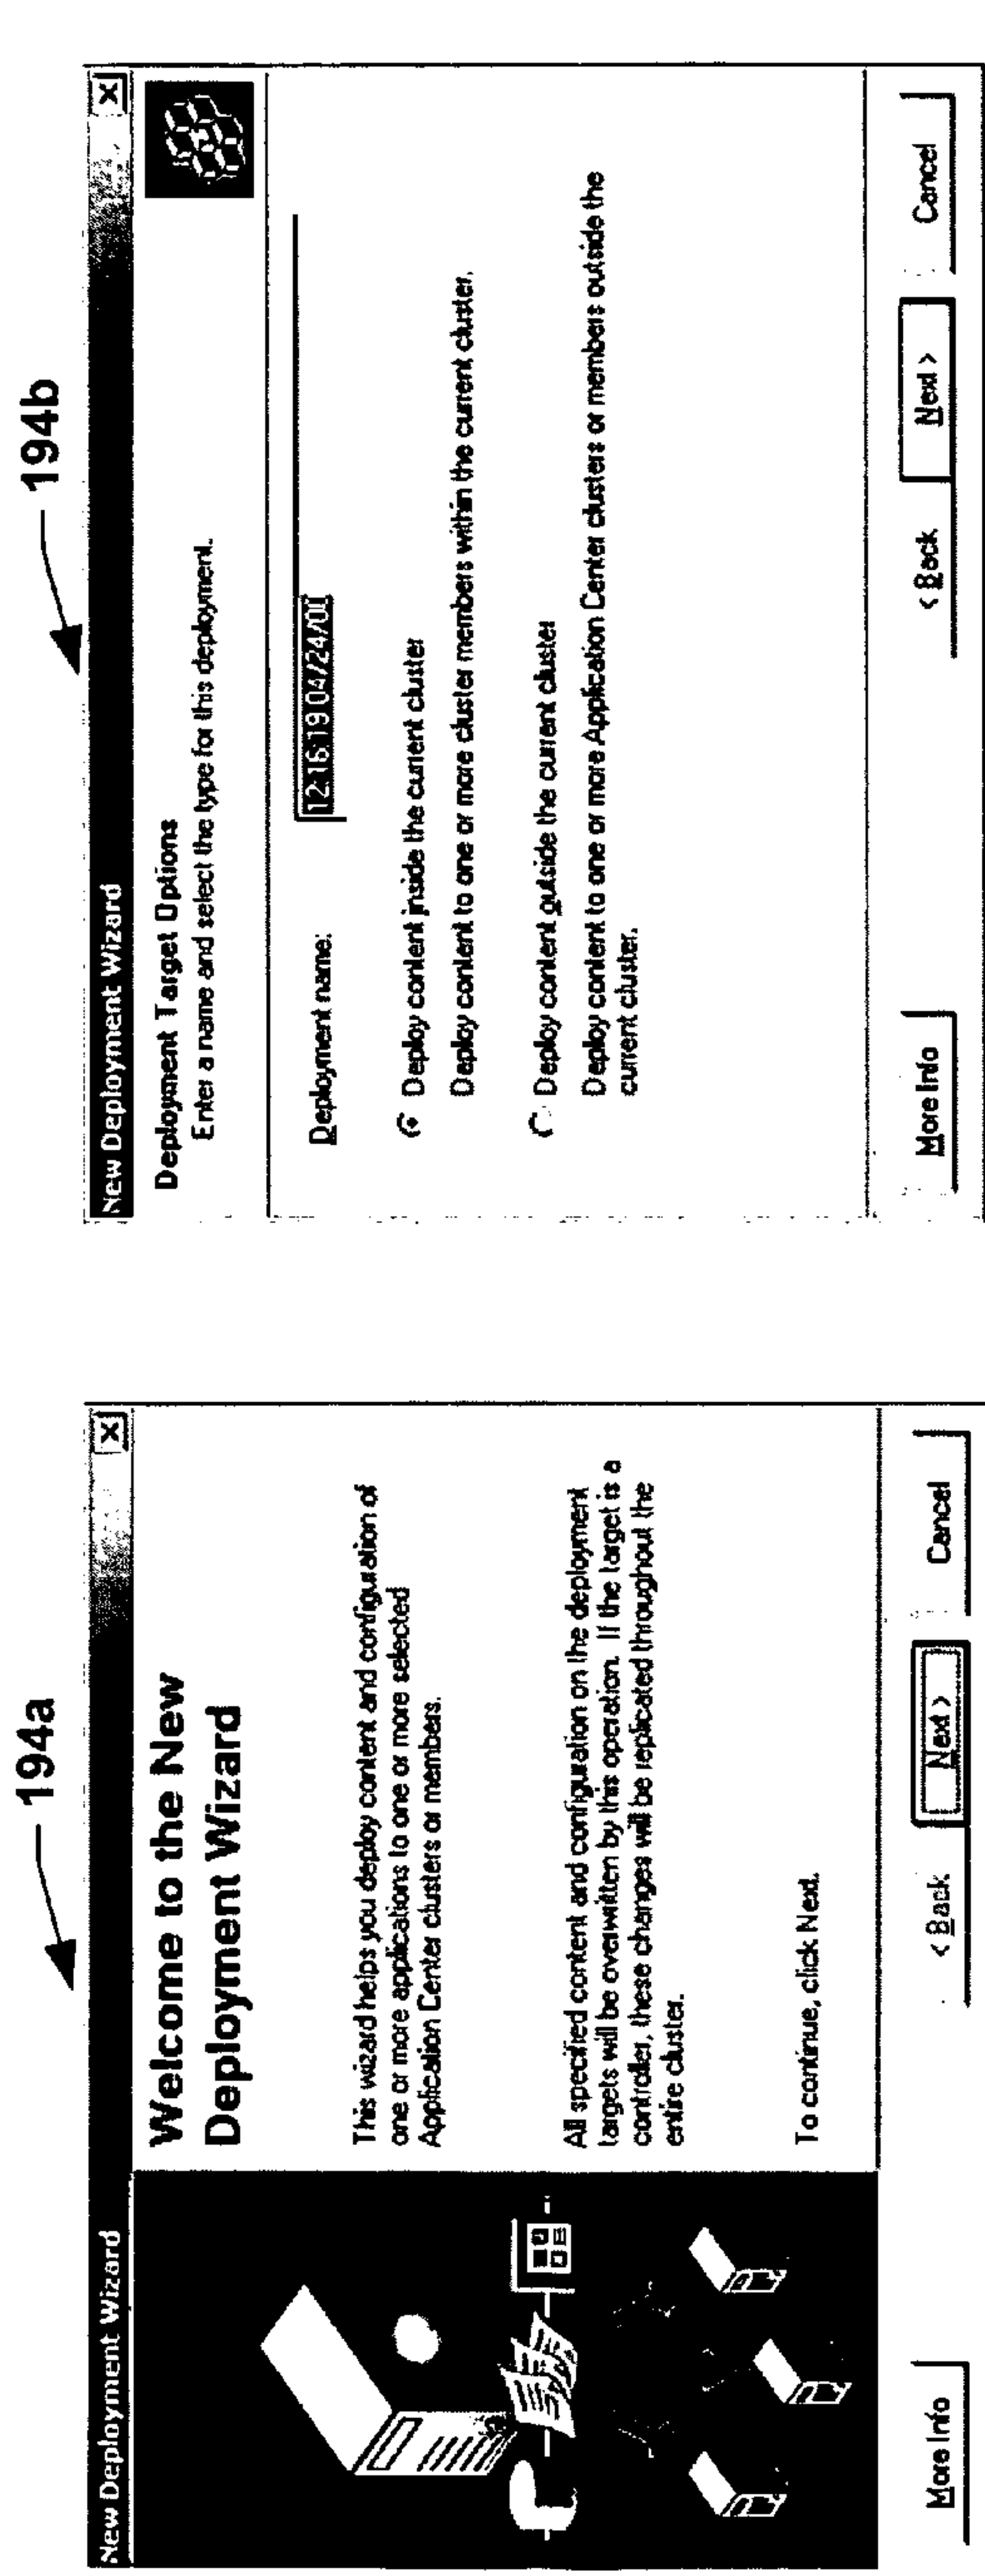 194a
New Deployment Wizard
Welcome to the New
Deployment Wizard
This wizard helps you deploy content and configuration of
one or more applications to one or more selected
Application Center clusters or members.
All specified content and configuration on the deployment
targets will be overwritten by this operation. If the target is a
controller, these changes will be replicated throughout the
entire cluster.
To continue, click Next.
More Info
< Back
Next >
Cancel
194b
New Deployment Wizard
Deployment Target Options
Enter a name and select the type for this deployment.
Deployment name:
12 16 19 04/24/01
Deploy content inside the current cluster
Deploy content to one or more cluster members within the current cluster.
Deploy content outside the current cluster
Deploy content to one or more Application Center clusters or members outside the
current cluster.
More Info
< Back
Next >
Cancel